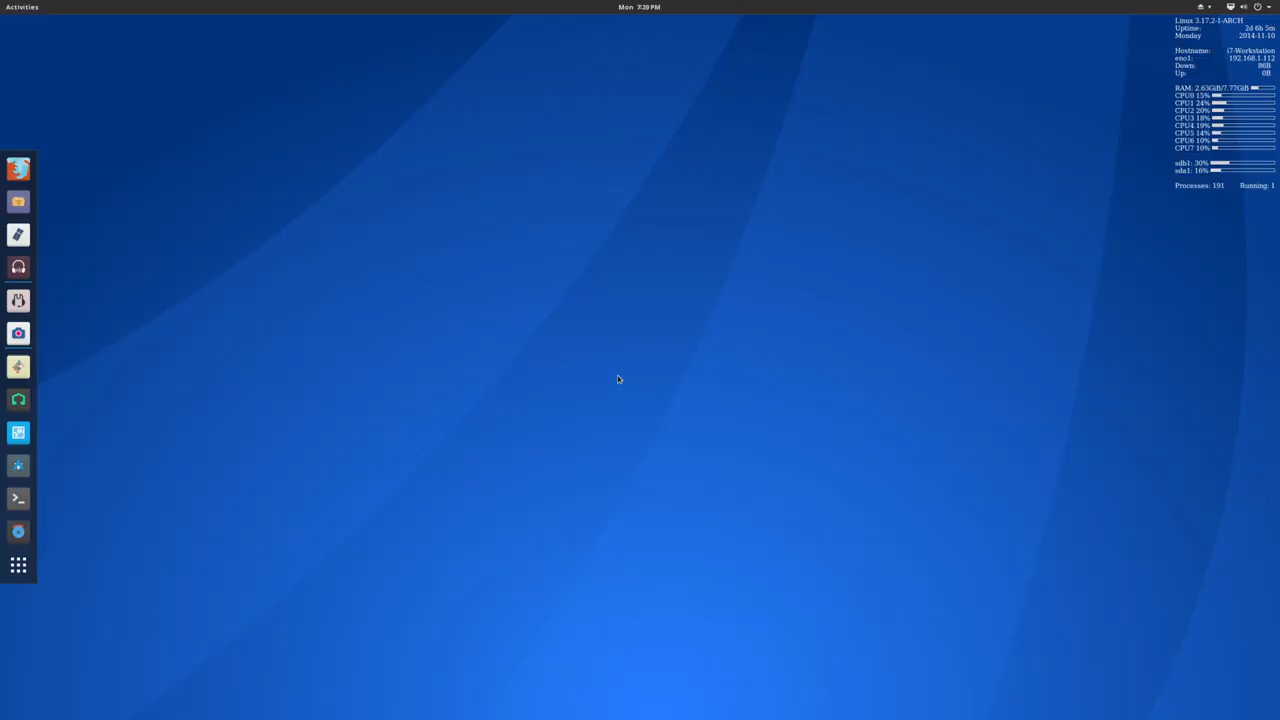 Activities
Mon 7:20 PM
Linux 3.17.2-1-ARCH
Uptime: 2d 6h 5m
Monday 2014-11-10
Hostname: i7-Workstation
eno1: 192.168.1.112
Down: 86B
Up: 0B
RAM: 2.63GiB/7.77GiB
CPU0 15%
CPU1 24%
CPU2 20%
CPU3 18%
CPU4 19%
CPU5 14%
CPU6 10%
CPU7 10%
sdb1: 30%
sda1: 16%
Processes: 191 Running: 1